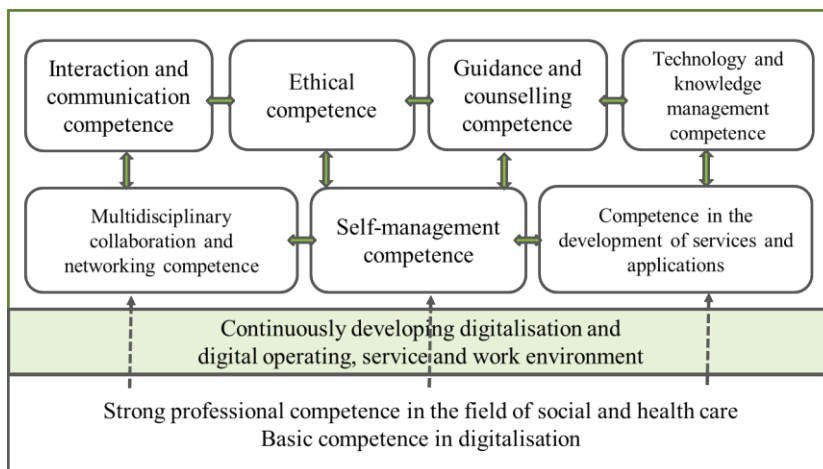 Interaction and
communication
competence
Ethical
competence
Guidance and
counselling
competence
Technology and
knowledge
management
competence
Multidisciplinary
collaboration and
networking competence
Self-management
competence
Competence in the
development of services and
applications
Continuously developing digitalisation and
digital operating, service and work environment
Strong professional competence in the field of social and health care
Basic competence in digitalisation